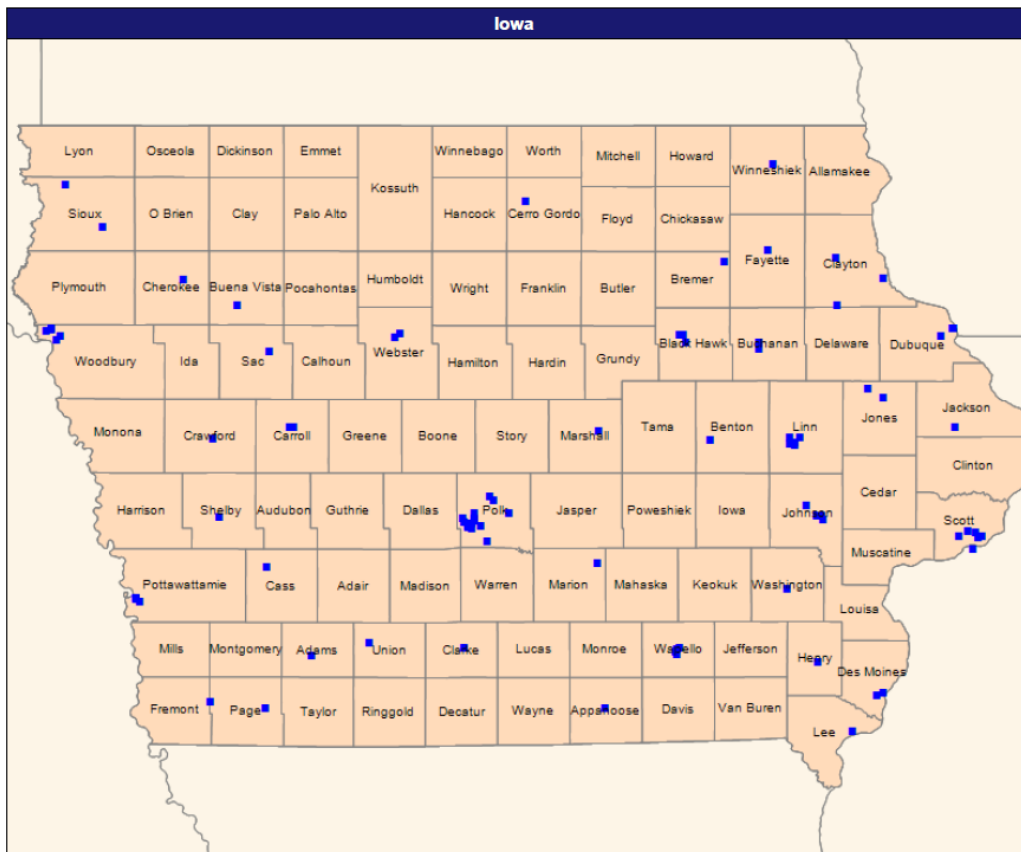 Iowa
Lyon
Osceola
Dickinson
Emmet
Winnebago
Worth
Mitchell
Howard
Winneshiek
Allamakee
Kossuth
Sioux
O Brien
Clay
Palo Alto
Hancock
Cerro Gordo
Floyd
Chickasaw
Plymouth
Cherokee
Buena Vista
Pocahontas
Humboldt
Wright
Franklin
Butler
Bremer
Fayette
Clayton
Woodbury
Ida
Sac
Calhoun
Webster
Hamilton
Hardin
Grundy
Black Hawk
Buchanan
Delaware
Dubuque
Monona
Crawford
Carroll
Greene
Boone
Story
Marshall
Tama
Benton
Linn
Jones
Jackson
Clinton
Harrison
Shelby
Audubon
Guthrie
Dallas
Polk
Jasper
Poweshiek
Iowa
Johnson
Cedar
Scott
Muscatine
Pottawattamie
Cass
Adair
Madison
Warren
Marion
Mahaska
Keokuk
Washington
Louisa
Mills
Montgomery
Adams
Union
Clarke
Lucas
Monroe
Wapello
Jefferson
Henry
Des Moines
Fremont
Page
Taylor
Ringgold
Decatur
Wayne
Appanoose
Davis
Van Buren
Lee